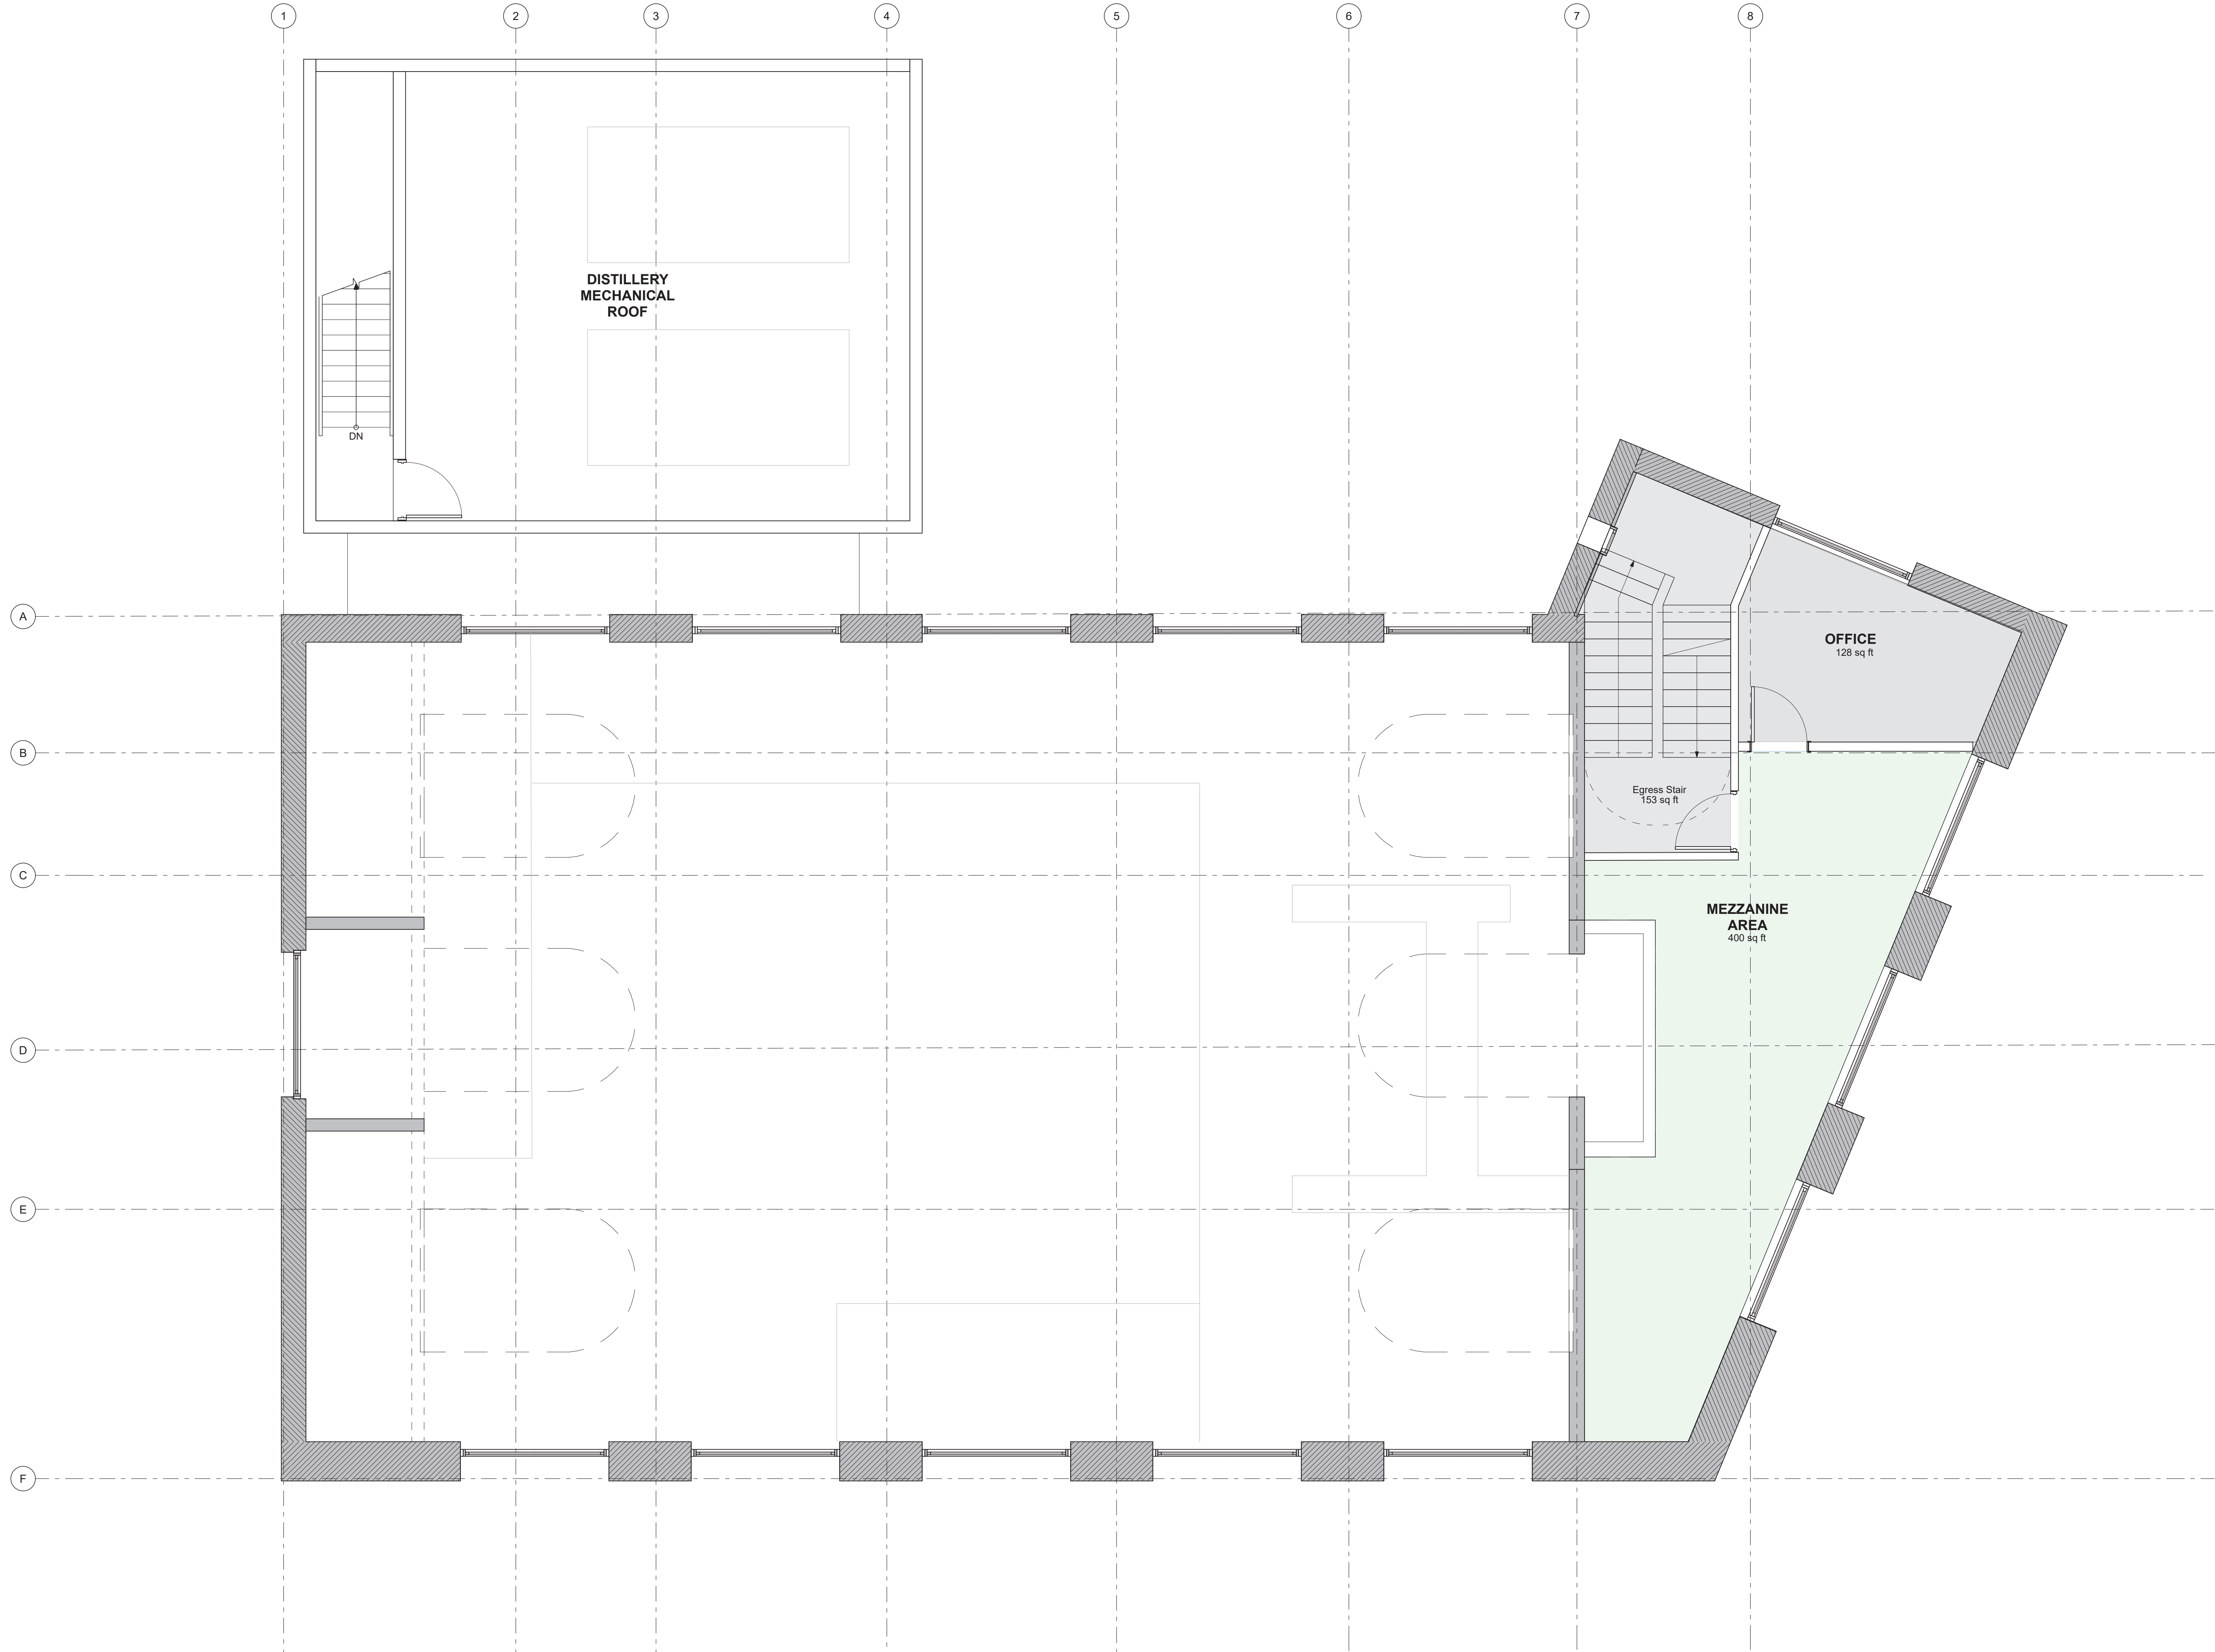 1
2
3
4
5
6
7
8
DISTILLERY
MECHANICAL
ROOF
DN
A
OFFICE
128 sq ft
B
Egress Stair
153 sq ft
C
MEZZANINE
AREA
400 sq ft
D
E
F